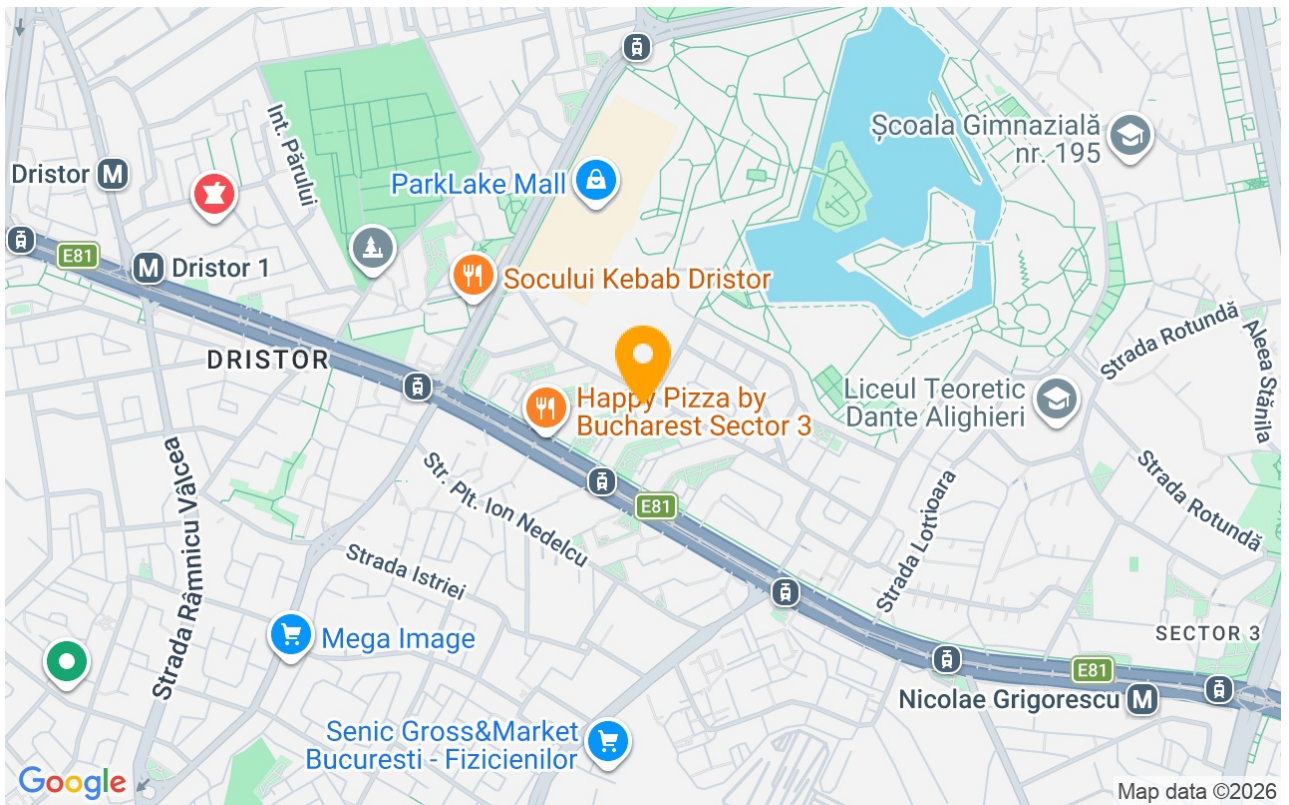 Școala Gimnazială
nr. 195
Int. Părului
Dristor M
ParkLake Mall
E81
M Dristor 1
Socului Kebab Dristor
Strada Rotundă
Aleea Stănila
DRISTOR
Liceul Teoretic
Dante Alighieri
Happy Pizza by
Bucharest Sector 3
Strada Râmnicu Vâlcea
Str. Plt. Ion Nedelcu
E81
Strada Lotrioara
Strada Rotundă
Strada Istriei
Mega Image
SECTOR 3
E81
Nicolae Grigorescu M
Senic Gross&Market
Bucuresti - Fizicienilor
Google
Map data ©2026